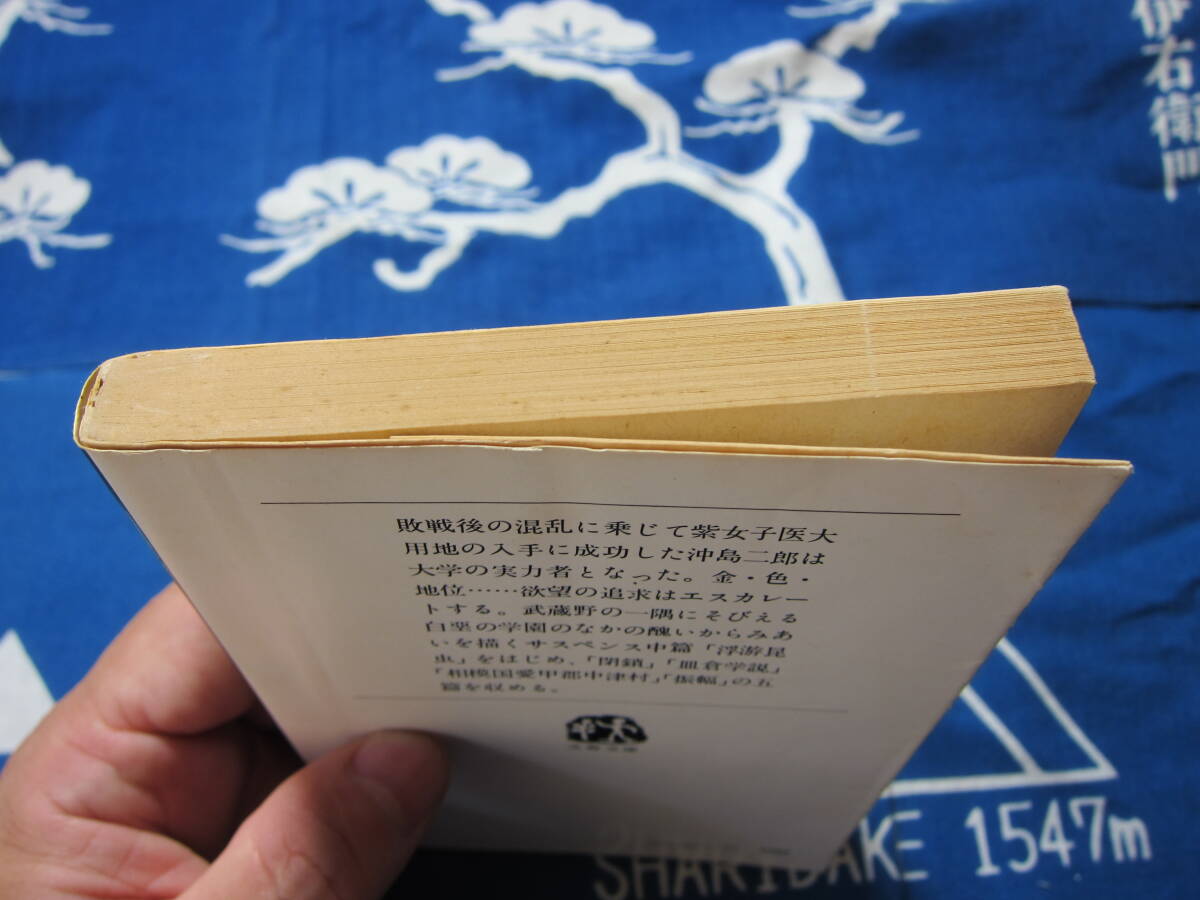 伊右衛門
敗戦後の混乱に乗じて紫女子医大
用地の入手に成功した沖島二郎は
大学の実力者となった。金・色・
地位……欲望の追求はエスカレー
トする。武蔵野の一隅にそびえる
白堊の学園のなかの醜いからみあ
いを描くサスペンス中篇「浮游昆
虫」をはじめ、「閉鎖」「皿倉学説」
「相模国愛甲郡中津村」「振幅」の五
篇を収める。
文春文庫
SHARIDAKE 1547m